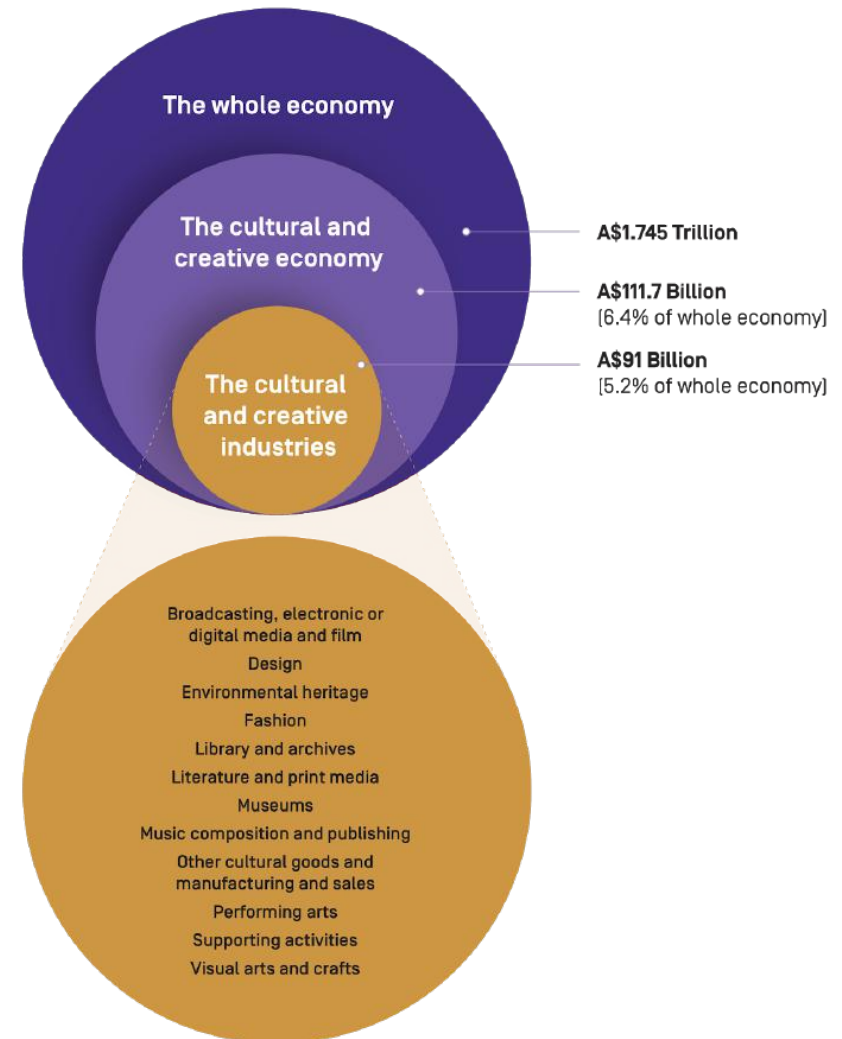 The whole economy
The cultural and
creative economy
The cultural
and creative
industries
A$1.745 Trillion
A$111.7 Billion
(6.4% of whole economy)
A$91 Billion
(5.2% of whole economy)
Broadcasting, electronic or
digital media and film
Design
Environmental heritage
Fashion
Library and archives
Literature and print media
Museums
Music composition and publishing
Other cultural goods and
manufacturing and sales
Performing arts
Supporting activities
Visual arts and crafts